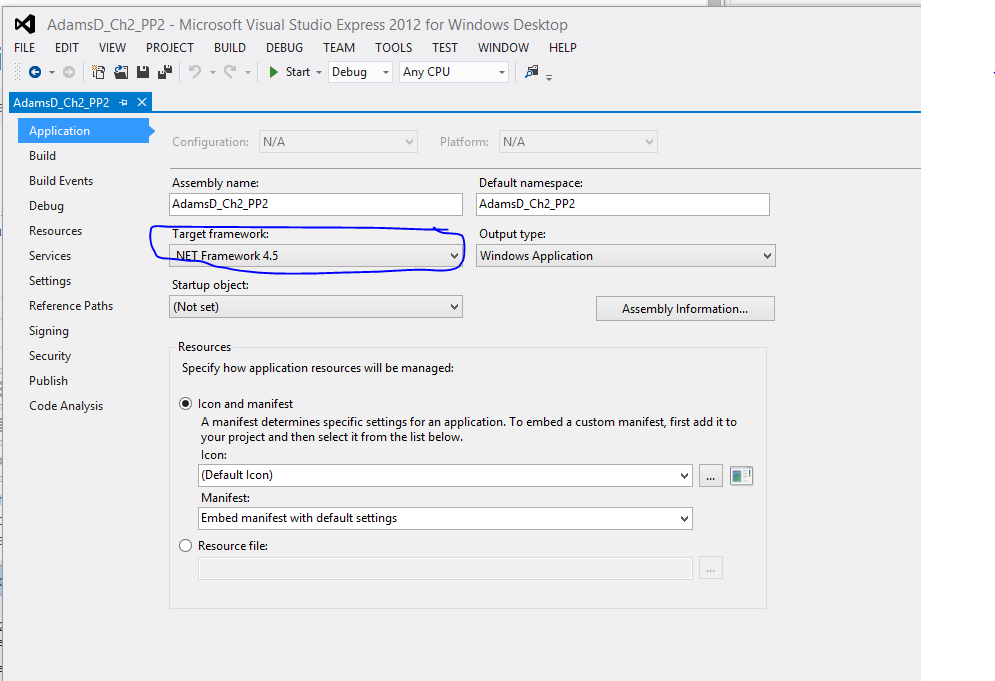 AdamsD_Ch2_PP2 - Microsoft Visual Studio Express 2012 for Windows Desktop
FILE EDIT VIEW PROJECT BUILD DEBUG TEAM TOOLS TEST WINDOW HELP
Start Debug Any CPU
AdamsD_Ch2_PP2
Application
Build
Build Events
Debug
Resources
Services
Settings
Reference Paths
Signing
Security
Publish
Code Analysis
Configuration: N/A Platform: N/A
Assembly name: Default namespace:
AdamsD_Ch2_PP2 AdamsD_Ch2_PP2
Target framework: Output type:
.NET Framework 4.5 Windows Application
Startup object:
(Not set) Assembly Information...
Resources
Specify how application resources will be managed:
Icon and manifest
A manifest determines specific settings for an application. To embed a custom manifest, first add it to
your project and then select it from the list below.
Icon:
(Default Icon) ...
Manifest:
Embed manifest with default settings
Resource file:
...